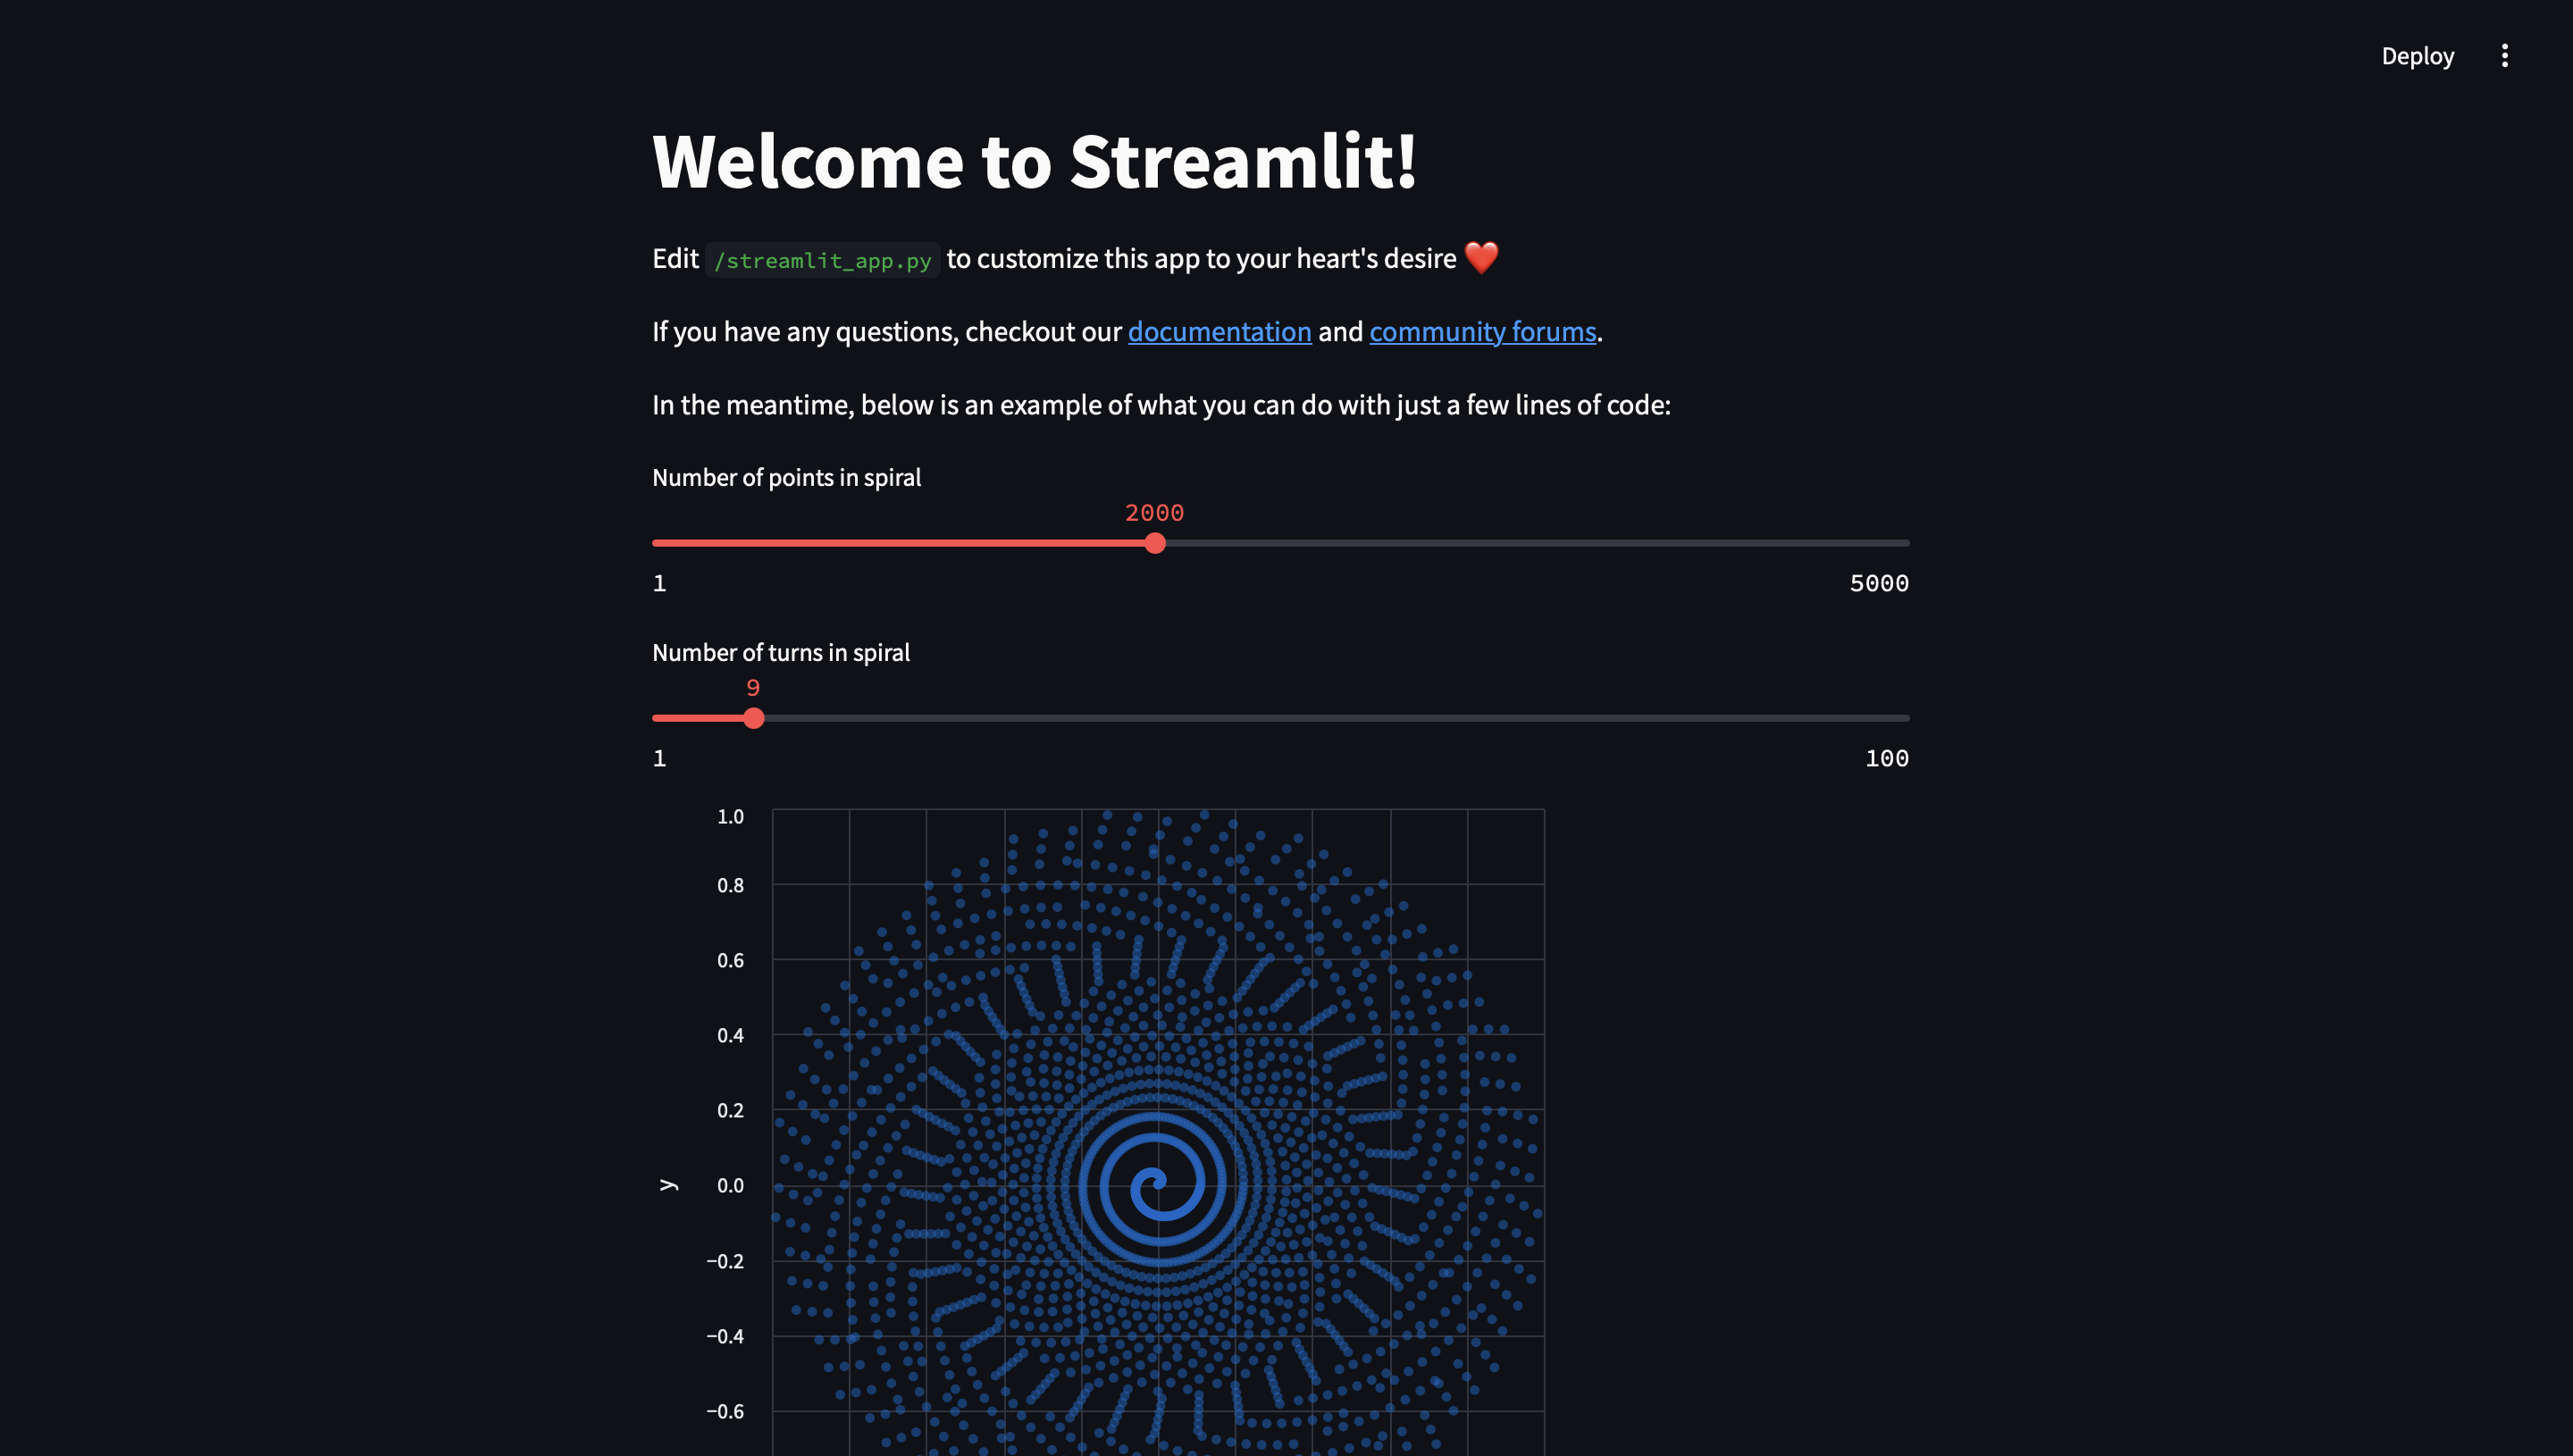 Deploy
Welcome to Streamlit!
Edit /streamlit_app.py to customize this app to your heart's desire ❤️
If you have any questions, checkout our documentation and community forums.
In the meantime, below is an example of what you can do with just a few lines of code:
Number of points in spiral
2000
1 5000
Number of turns in spiral
9
1 100
1.0
0.8
0.6
0.4
0.2
y 0.0
−0.2
−0.4
−0.6